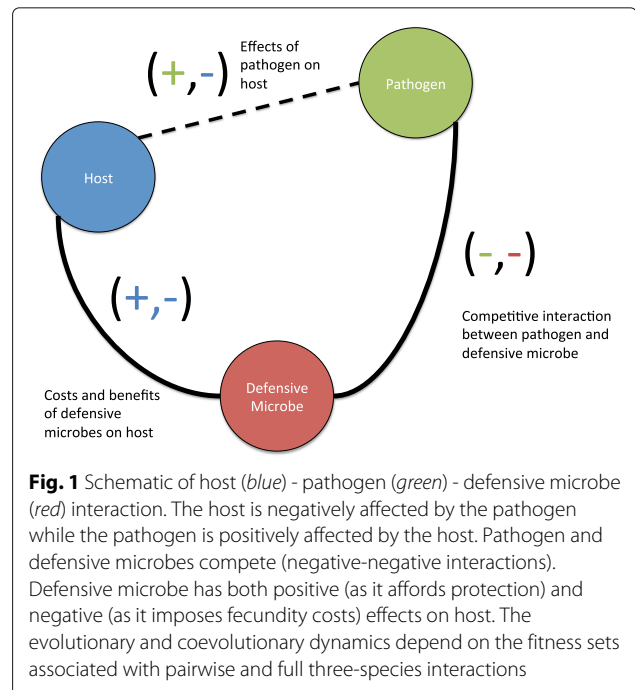 Effects of
pathogen on
host
(+,-)
Pathogen
Host
(-,-)
(+,-)
Competitive interaction
between pathogen and
defensive microbe
Defensive
Microbe
Costs and benefits
of defensive
microbes on host
Fig. 1 Schematic of host (blue) - pathogen (green) - defensive microbe
(red) interaction. The host is negatively affected by the pathogen
while the pathogen is positively affected by the host. Pathogen and
defensive microbes compete (negative-negative interactions).
Defensive microbe has both positive (as it affords protection) and
negative (as it imposes fecundity costs) effects on host. The
evolutionary and coevolutionary dynamics depend on the fitness sets
associated with pairwise and full three-species interactions